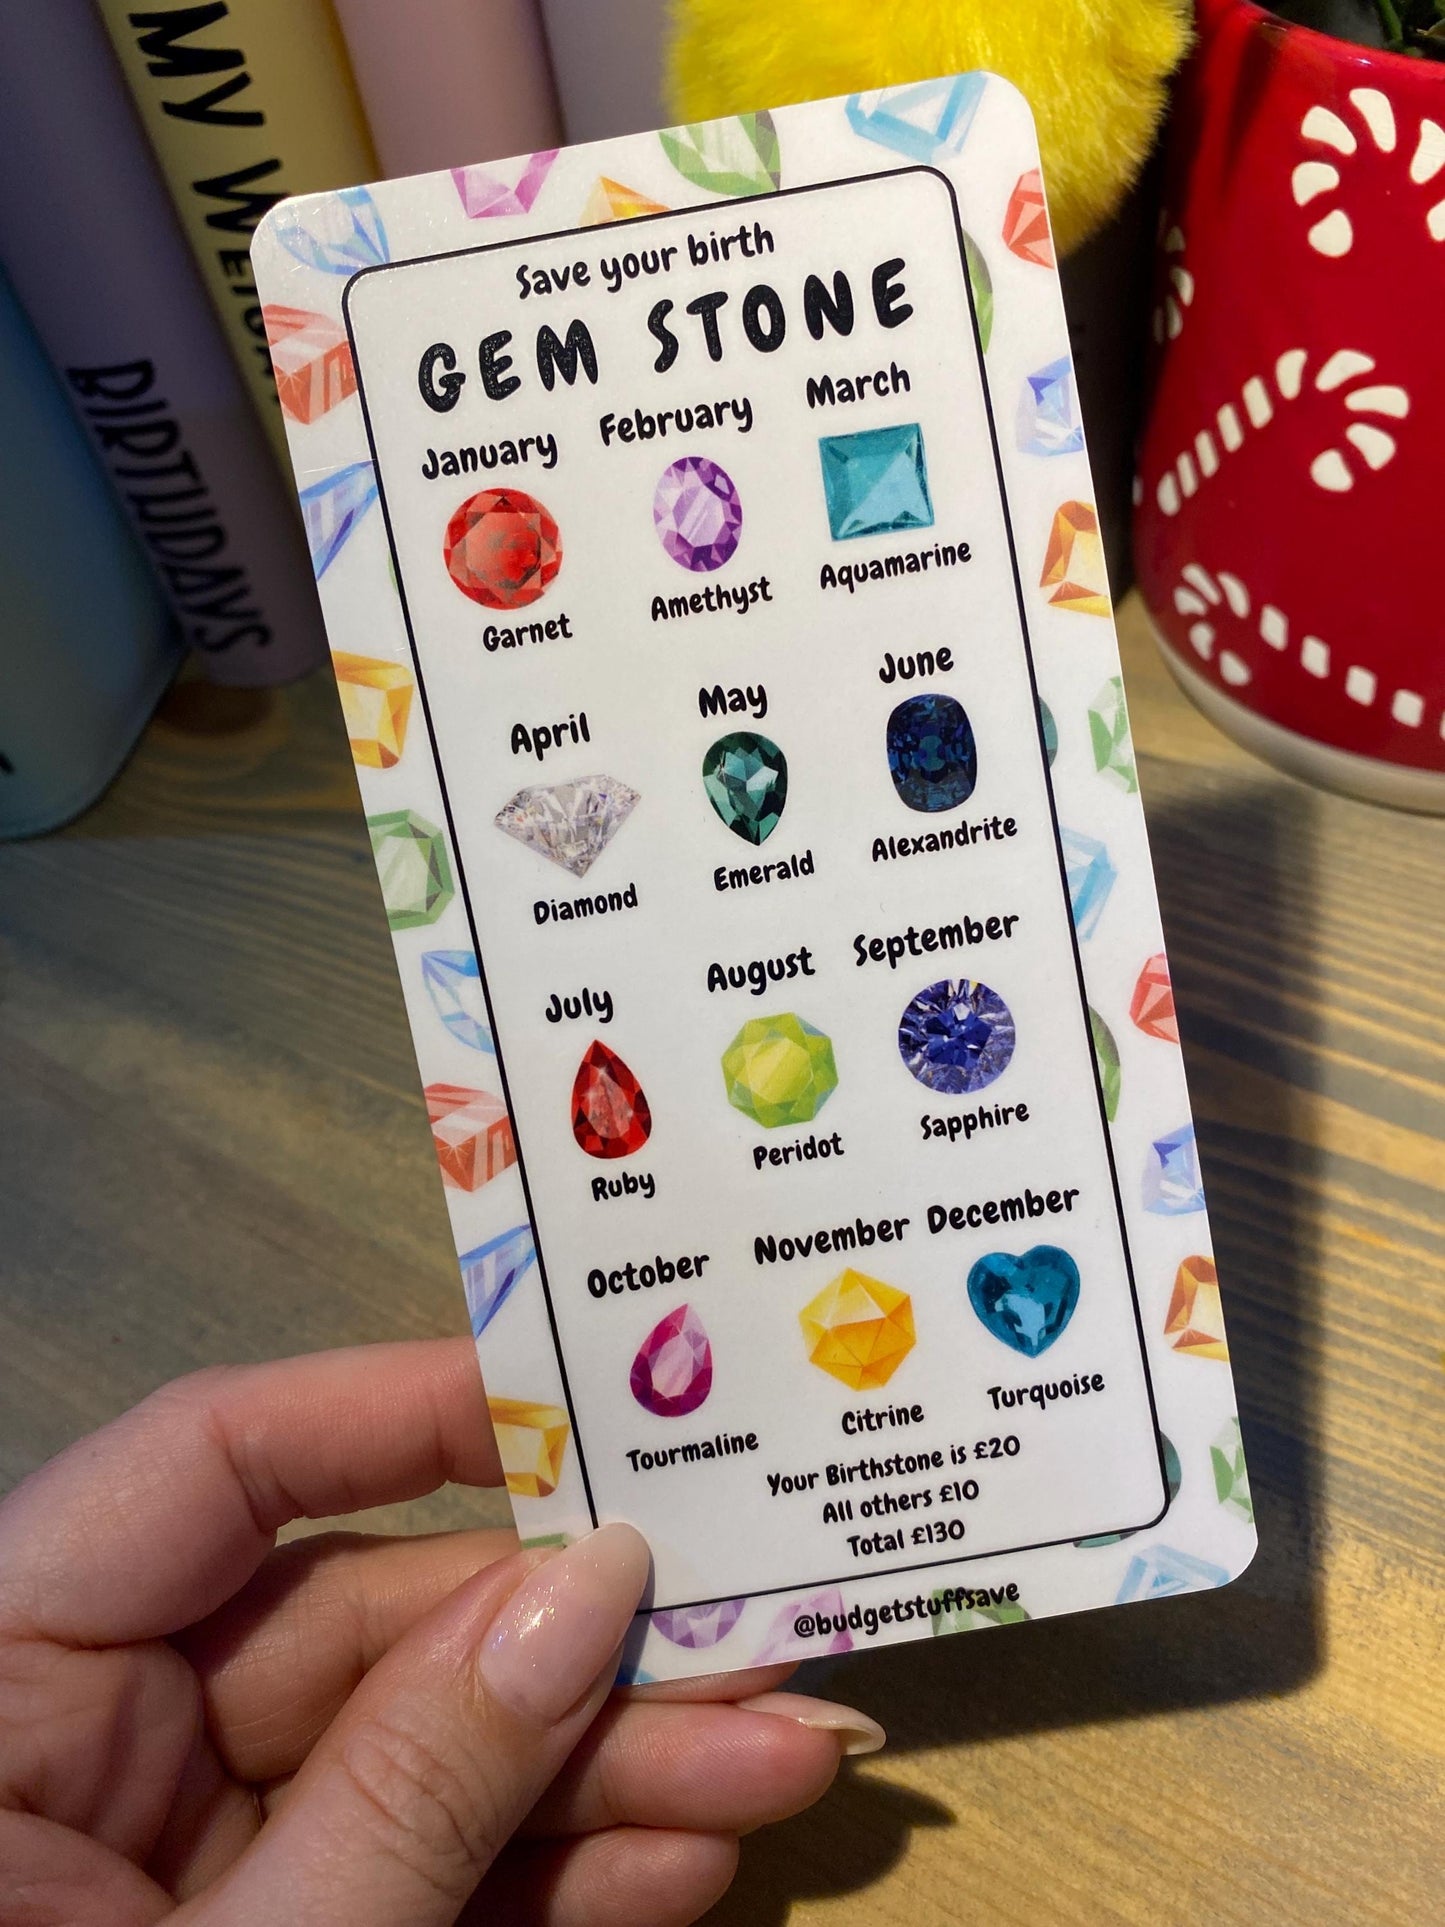 MY WEIGHT
BIRTHDAYS
Save your birth
GEM STONE
January February March
Garnet Amethyst Aquamarine
April May June
Diamond Emerald Alexandrite
July August September
Ruby Peridot Sapphire
October November December
Tourmaline Citrine Turquoise
Your Birthstone is £20
All others £10
Total £130
@budgetstuffsave